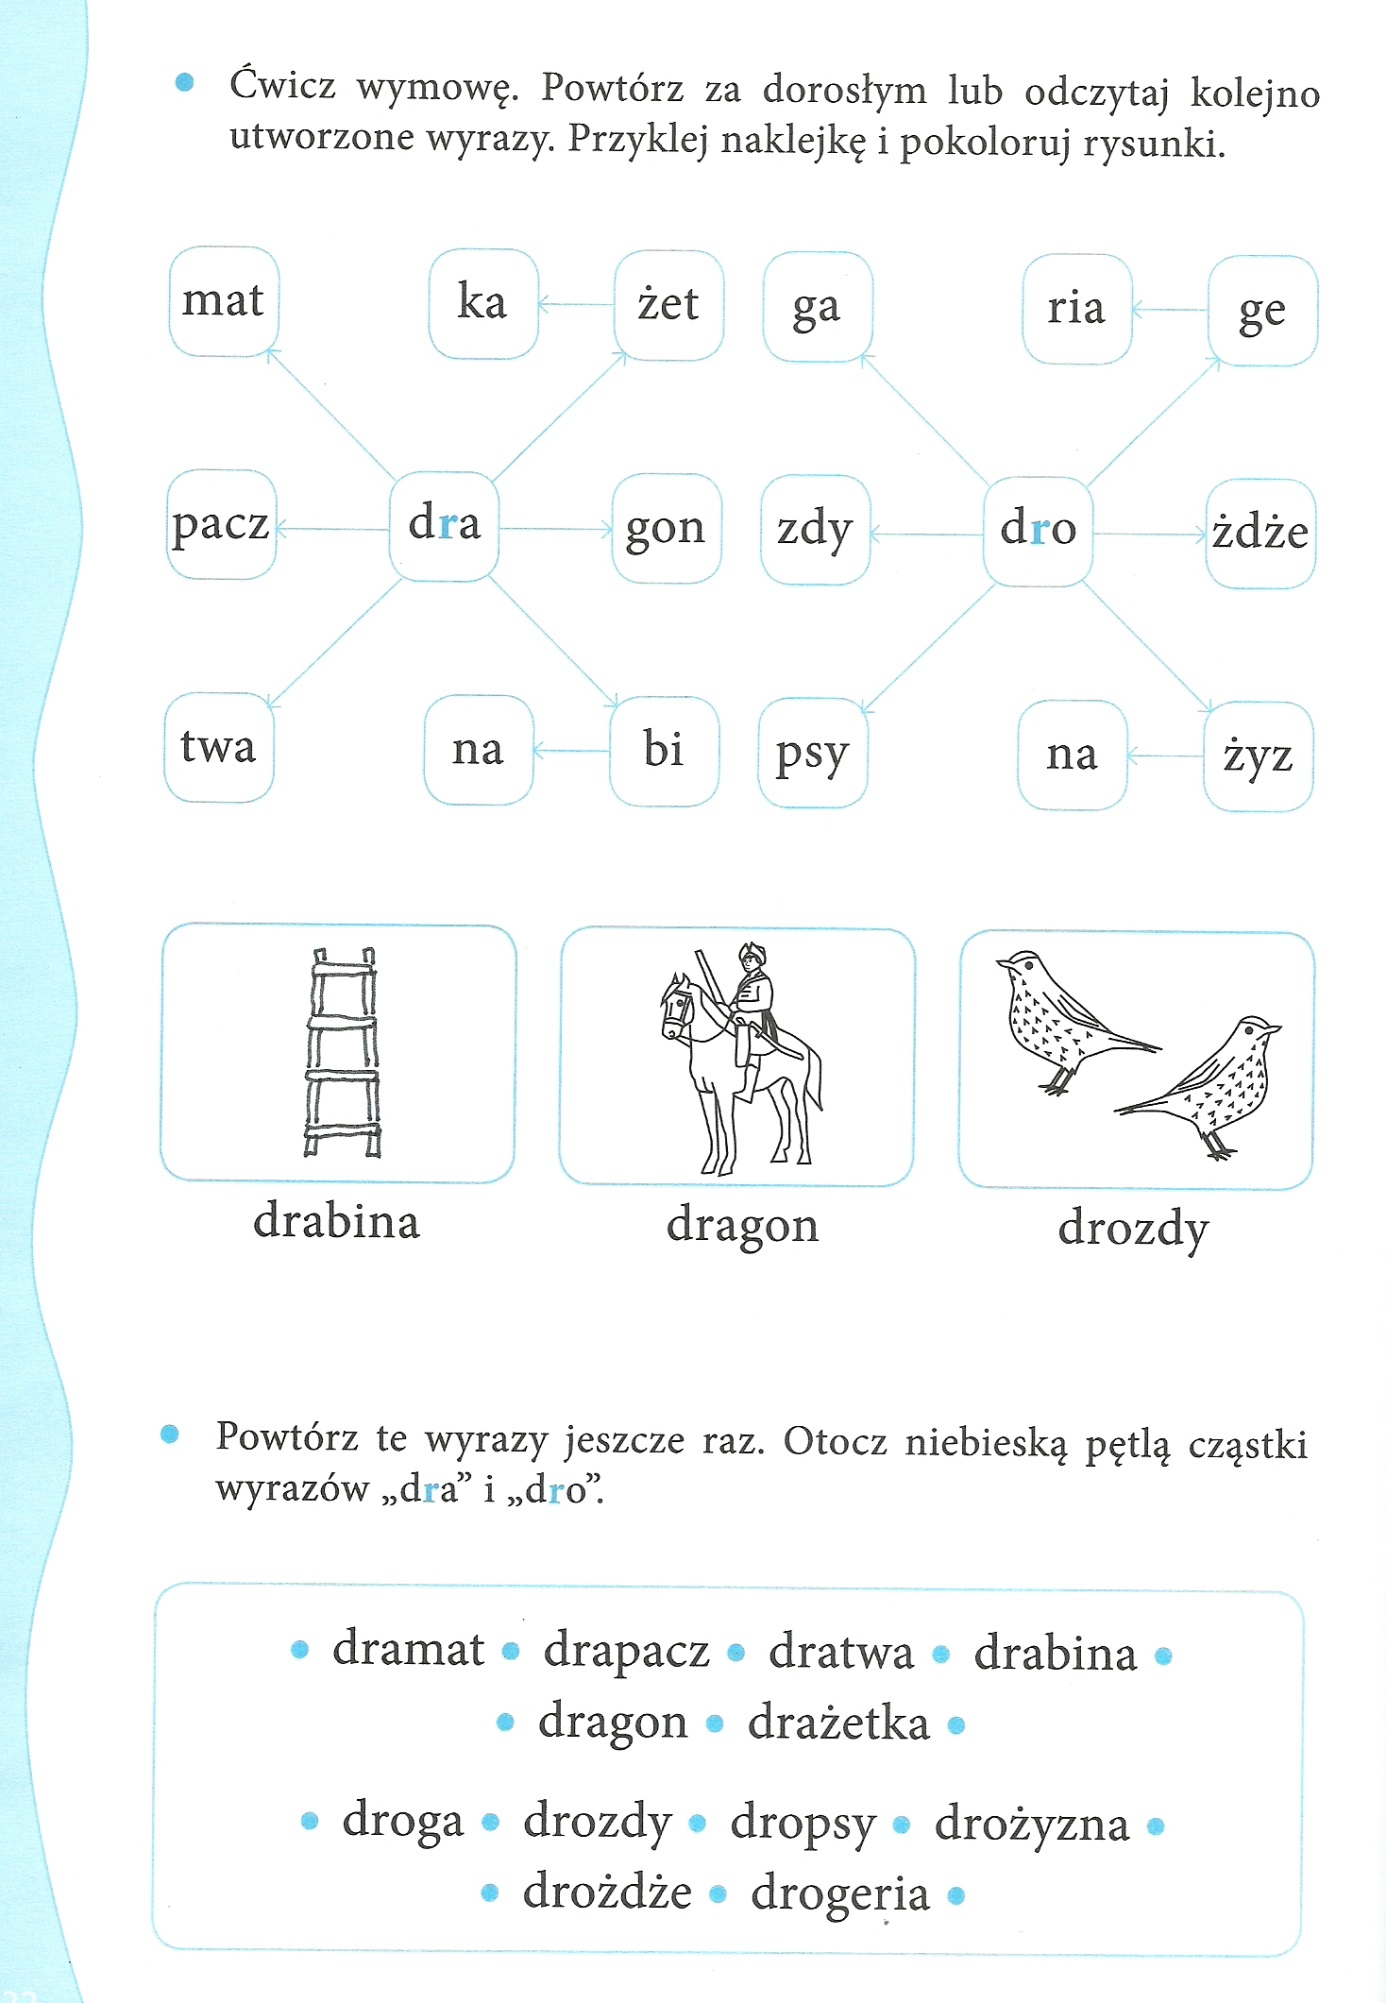 Ćwicz wymowę. Powtórz za dorosłym lub odczytaj kolejno
utworzone wyrazy. Przyklej naklejkę i pokoloruj rysunki.
mat ka żet ga ria ge
pacz dra gon zdy dro żdże
twa na bi psy na żyz
drabina dragon drozdy
Powtórz te wyrazy jeszcze raz. Otocz niebieską pętlą cząstki
wyrazów „dra” i „dro”.
• dramat • drapacz • dratwa • drabina •
• dragon • drażetka •
• droga • drozdy • dropsy • drożyzna •
• drożdże • drogeria •